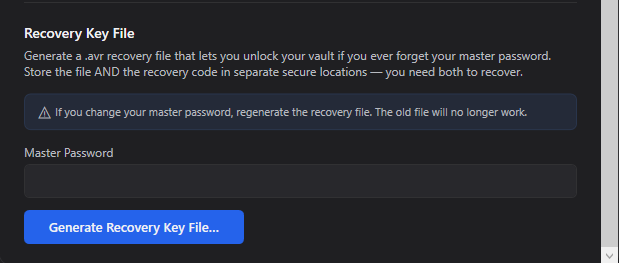 Recovery Key File
Generate a .avr recovery file that lets you unlock your vault if you ever forget your master password.
Store the file AND the recovery code in separate secure locations — you need both to recover.
⚠ If you change your master password, regenerate the recovery file. The old file will no longer work.
Master Password
Generate Recovery Key File...